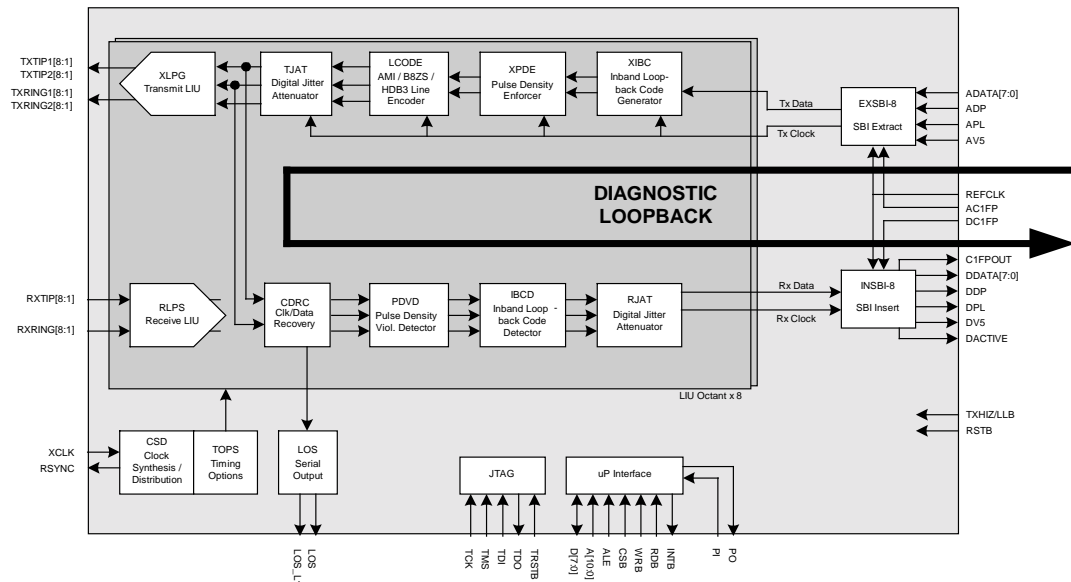 TXTIP1[8:1]
TXTIP2[8:1]
TXRING1[8:1]
TXRING2[8:1]
XLPG
Transmit LIU
TJAT
Digital Jitter
Attenuator
LCODE
AMI / B8ZS /
HDB3 Line
Encoder
XPDE
Pulse Density
Enforcer
XIBC
Inband Loop-
back Code
Generator
Tx Data
Tx Clock
EXSBI-8
SBI Extract
ADATA[7:0]
ADP
APL
AV5
DIAGNOSTIC
LOOPBACK
REFCLK
AC1FP
DC1FP
RXTIP[8:1]
RXRING[8:1]
RLPS
Receive LIU
CDRC
Clk/Data
Recovery
PDVD
Pulse Density
Viol. Detector
IBCD
Inband Loop -
back Code
Detector
RJAT
Digital Jitter
Attenuator
Rx Data
Rx Clock
INSBI-8
SBI Insert
C1FPOUT
DDATA[7:0]
DDP
DPL
DV5
DACTIVE
LIU Octant x 8
TXHIZ/LLB
RSTB
XCLK
RSYNC
CSD
Clock
Synthesis /
Distribution
TOPS
Timing
Options
LOS
Serial
Output
JTAG
uP Interface
LOS
TCK
TMS
TDI
TDO
TRSTB
D[7:0]
A[10:0]
ALE
CSB
WRB
RDB
INTB
PI
PO